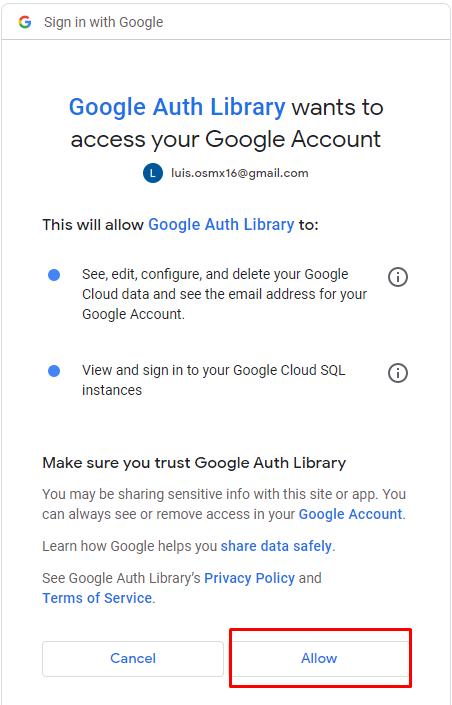 Sign in with Google
Google Auth Library wants to
access your Google Account
L luis.osmx16@gmail.com
This will allow Google Auth Library to:
See, edit, configure, and delete your Google
Cloud data and see the email address for your
Google Account.
View and sign in to your Google Cloud SQL
instances
Make sure you trust Google Auth Library
You may be sharing sensitive info with this site or app. You
can always see or remove access in your Google Account.
Learn how Google helps you share data safely.
See Google Auth Library's Privacy Policy and
Terms of Service.
Cancel Allow